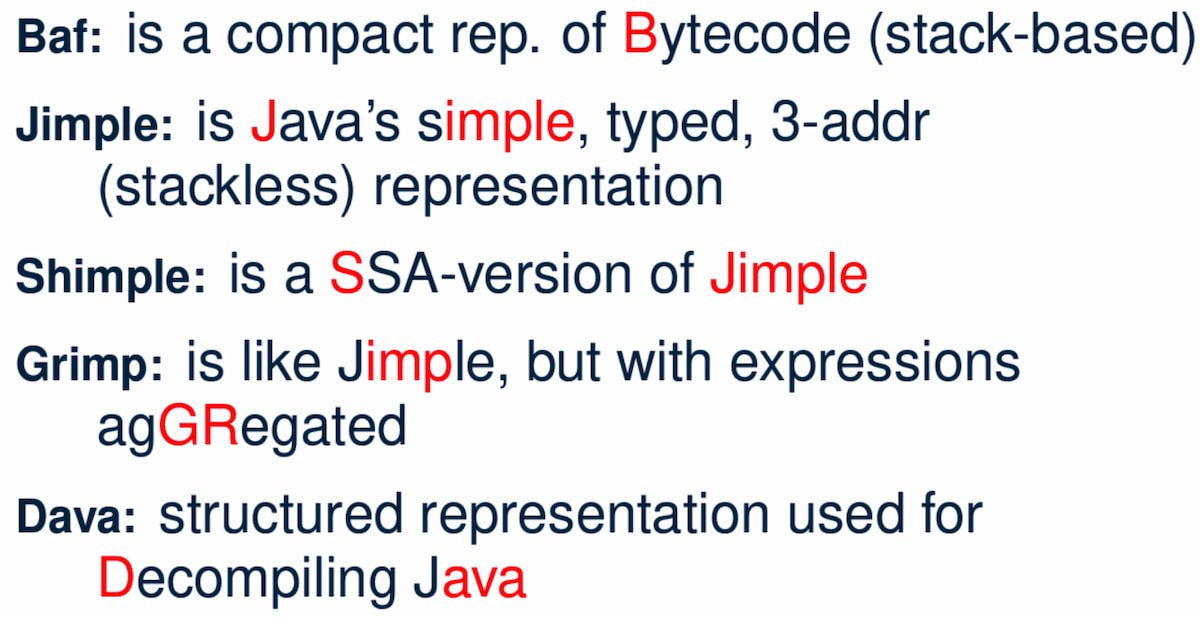 Baf: is a compact rep. of Bytecode (stack-based)
Jimple: is Java’s simple, typed, 3-addr
(stackless) representation
Shimple: is a SSA-version of Jimple
Grimp: is like Jimple, but with expressions
agGRegated
Dava: structured representation used for
Decompiling Java